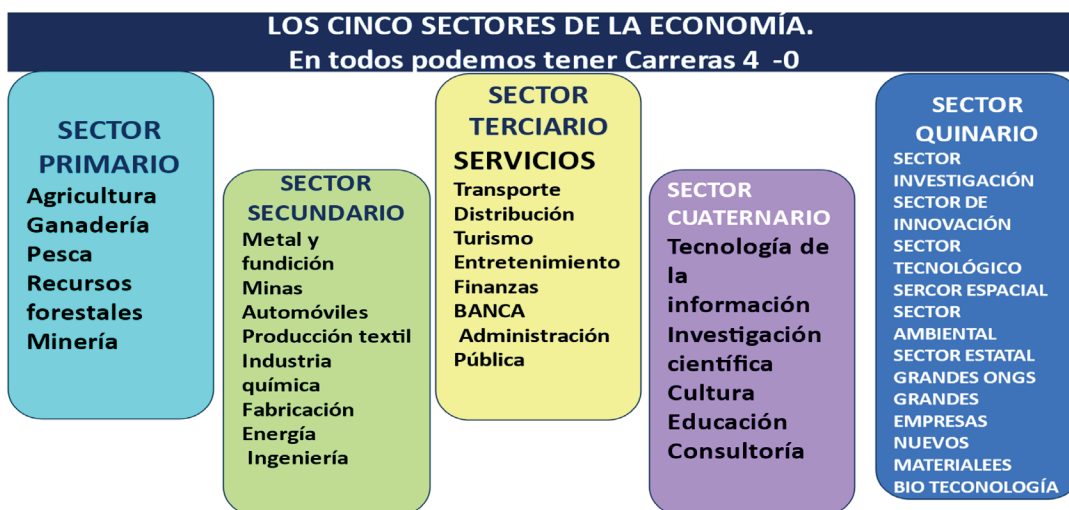 LOS CINCO SECTORES DE LA ECONOMÍA.
En todos podemos tener Carreras 4 -0
SECTOR
PRIMARIO
Agricultura
Ganadería
Pesca
Recursos
forestales
Minería
SECTOR
SECUNDARIO
Metal y
fundición
Minas
Automóviles
Producción textil
Industria
química
Fabricación
Energía
Ingeniería
SECTOR
TERCIARIO
SERVICIOS
Transporte
Distribución
Turismo
Entretenimiento
Finanzas
BANCA
Administración
Pública
SECTOR
CUATERNARIO
Tecnología de
la
información
Investigación
científica
Cultura
Educación
Consultoría
SECTOR
QUINARIO
SECTOR
INVESTIGACIÓN
SECTOR DE
INNOVACIÓN
SECTOR
TECNOLÓGICO
SERCOR ESPACIAL
SECTOR
AMBIENTAL
SECTOR ESTATAL
GRANDES ONGS
GRANDES
EMPRESAS
NUEVOS
MATERIALEES
BIO TECONOLOGÍA